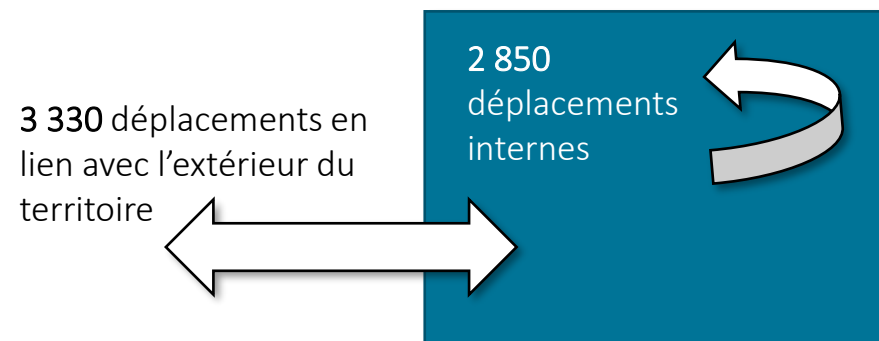 3 330 déplacements en
lien avec l’extérieur du
territoire
2 850
déplacements
internes